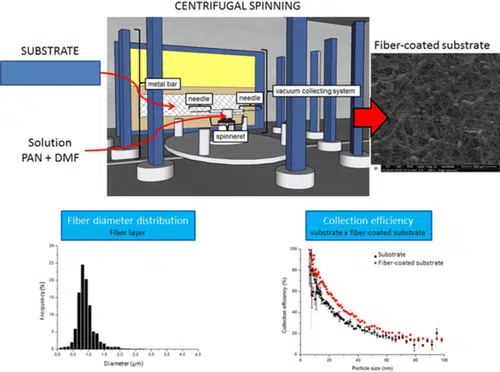 CENTRIFUGAL SPINNING
SUBSTRATE
Fiber-coated substrate
metal bar
needle
needle
vacuum collecting system
Solution
PAN + DMF
spinneret
Fiber diameter distribution
Fiber layer
Collection efficiency
substrate x fiber-coated substrate
Frequency (%)
30
25
20
15
10
5
0
0.5
1.0
1.5
2.0
2.5
3.0
3.5
4.0
4.5
Diameter (μm)
Collection efficiency (%)
100
80
60
40
20
0
0
20
40
60
80
100
Particle size (nm)
Substrate
Fiber-coated substrate